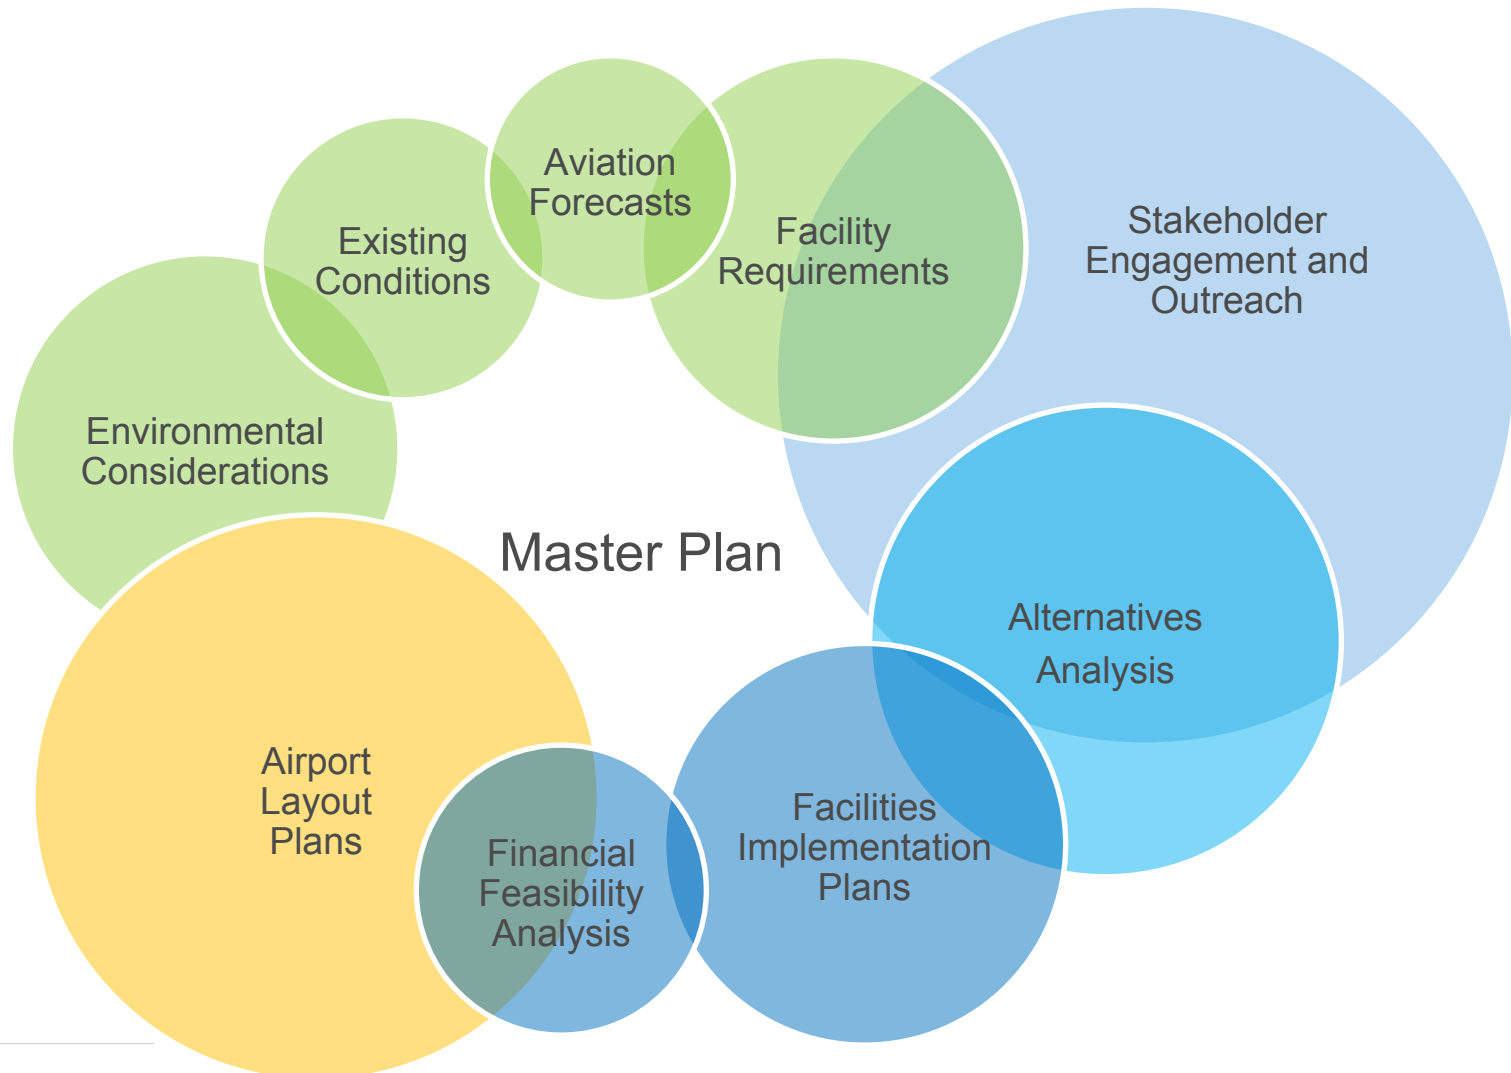 Aviation
Forecasts
Existing
Conditions
Facility
Requirements
Stakeholder
Engagement and
Outreach
Environmental
Considerations
Master Plan
Alternatives
Analysis
Airport
Layout
Plans
Financial
Feasibility
Analysis
Facilities
Implementation
Plans